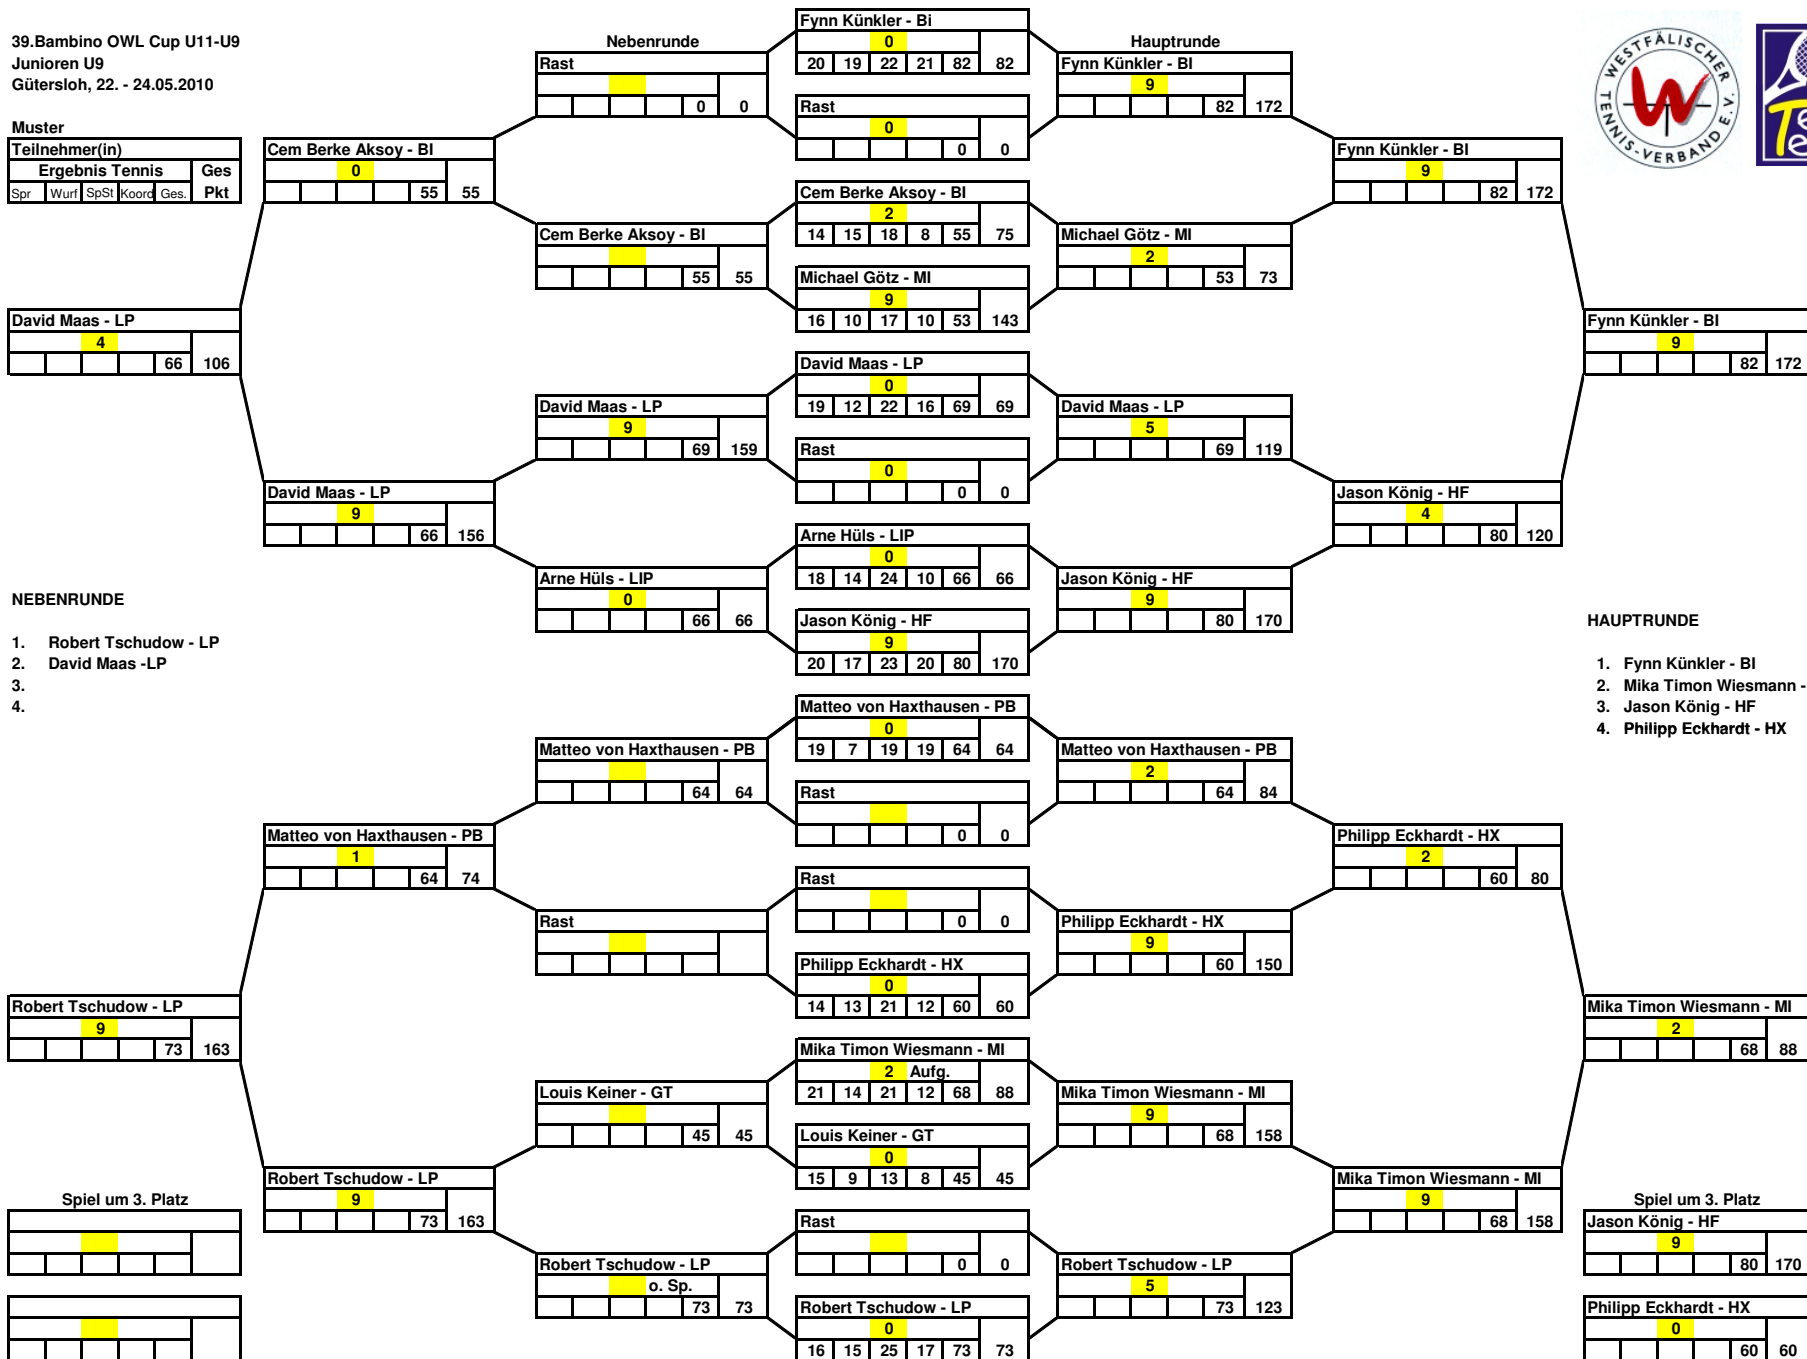 39.Bambino OWL Cup U11-U9
Junioren U9
Gütersloh, 22. - 24.05.2010
Muster
Teilnehmer(in)
Ergebnis Tennis Ges
Spr Wurf SpSt Koord Ges. Pkt
David Maas - LP
4
66 106
NEBENRUNDE
1. Robert Tschudow - LP
2. David Maas -LP
3.
4.
Robert Tschudow - LP
9
73 163
Spiel um 3. Platz
Cem Berke Aksoy - BI
0
55 55
David Maas - LP
9
66 156
Matteo von Haxthausen - PB
1
64 74
Robert Tschudow - LP
9
73 163
Nebenrunde
Rast
0 0
Cem Berke Aksoy - BI
55 55
David Maas - LP
9
69 159
Arne Hüls - LIP
0
66 66
Matteo von Haxthausen - PB
64 64
Rast
Louis Keiner - GT
45 45
Robert Tschudow - LP
o. Sp.
73 73
Fynn Künkler - Bi
0
20 19 22 21 82 82
Rast
0
0 0
Cem Berke Aksoy - BI
2
14 15 18 8 55 75
Michael Götz - MI
9
16 10 17 10 53 143
David Maas - LP
0
19 12 22 16 69 69
Rast
0
0 0
Arne Hüls - LIP
0
18 14 24 10 66 66
Jason König - HF
9
20 17 23 20 80 170
Matteo von Haxthausen - PB
0
19 7 19 19 64 64
Rast
0 0
Rast
0 0
Philipp Eckhardt - HX
0
14 13 21 12 60 60
Mika Timon Wiesmann - MI
2 Aufg.
21 14 21 12 68 88
Louis Keiner - GT
0
15 9 13 8 45 45
Rast
0 0
Robert Tschudow - LP
0
16 15 25 17 73 73
Hauptrunde
Fynn Künkler - BI
9
82 172
Michael Götz - MI
2
53 73
David Maas - LP
5
69 119
Jason König - HF
9
80 170
Matteo von Haxthausen - PB
2
64 84
Philipp Eckhardt - HX
9
60 150
Mika Timon Wiesmann - MI
9
68 158
Robert Tschudow - LP
5
73 123
Fynn Künkler - BI
9
82 172
Jason König - HF
4
80 120
Philipp Eckhardt - HX
2
60 80
Mika Timon Wiesmann - MI
9
68 158
WESTFÄLISCHER TENNIS-VERBAND E.V.
Fynn Künkler - BI
9
82 172
HAUPTRUNDE
1. Fynn Künkler - BI
2. Mika Timon Wiesmann -
3. Jason König - HF
4. Philipp Eckhardt - HX
Mika Timon Wiesmann - MI
2
68 88
Spiel um 3. Platz
Jason König - HF
9
80 170
Philipp Eckhardt - HX
0
60 60